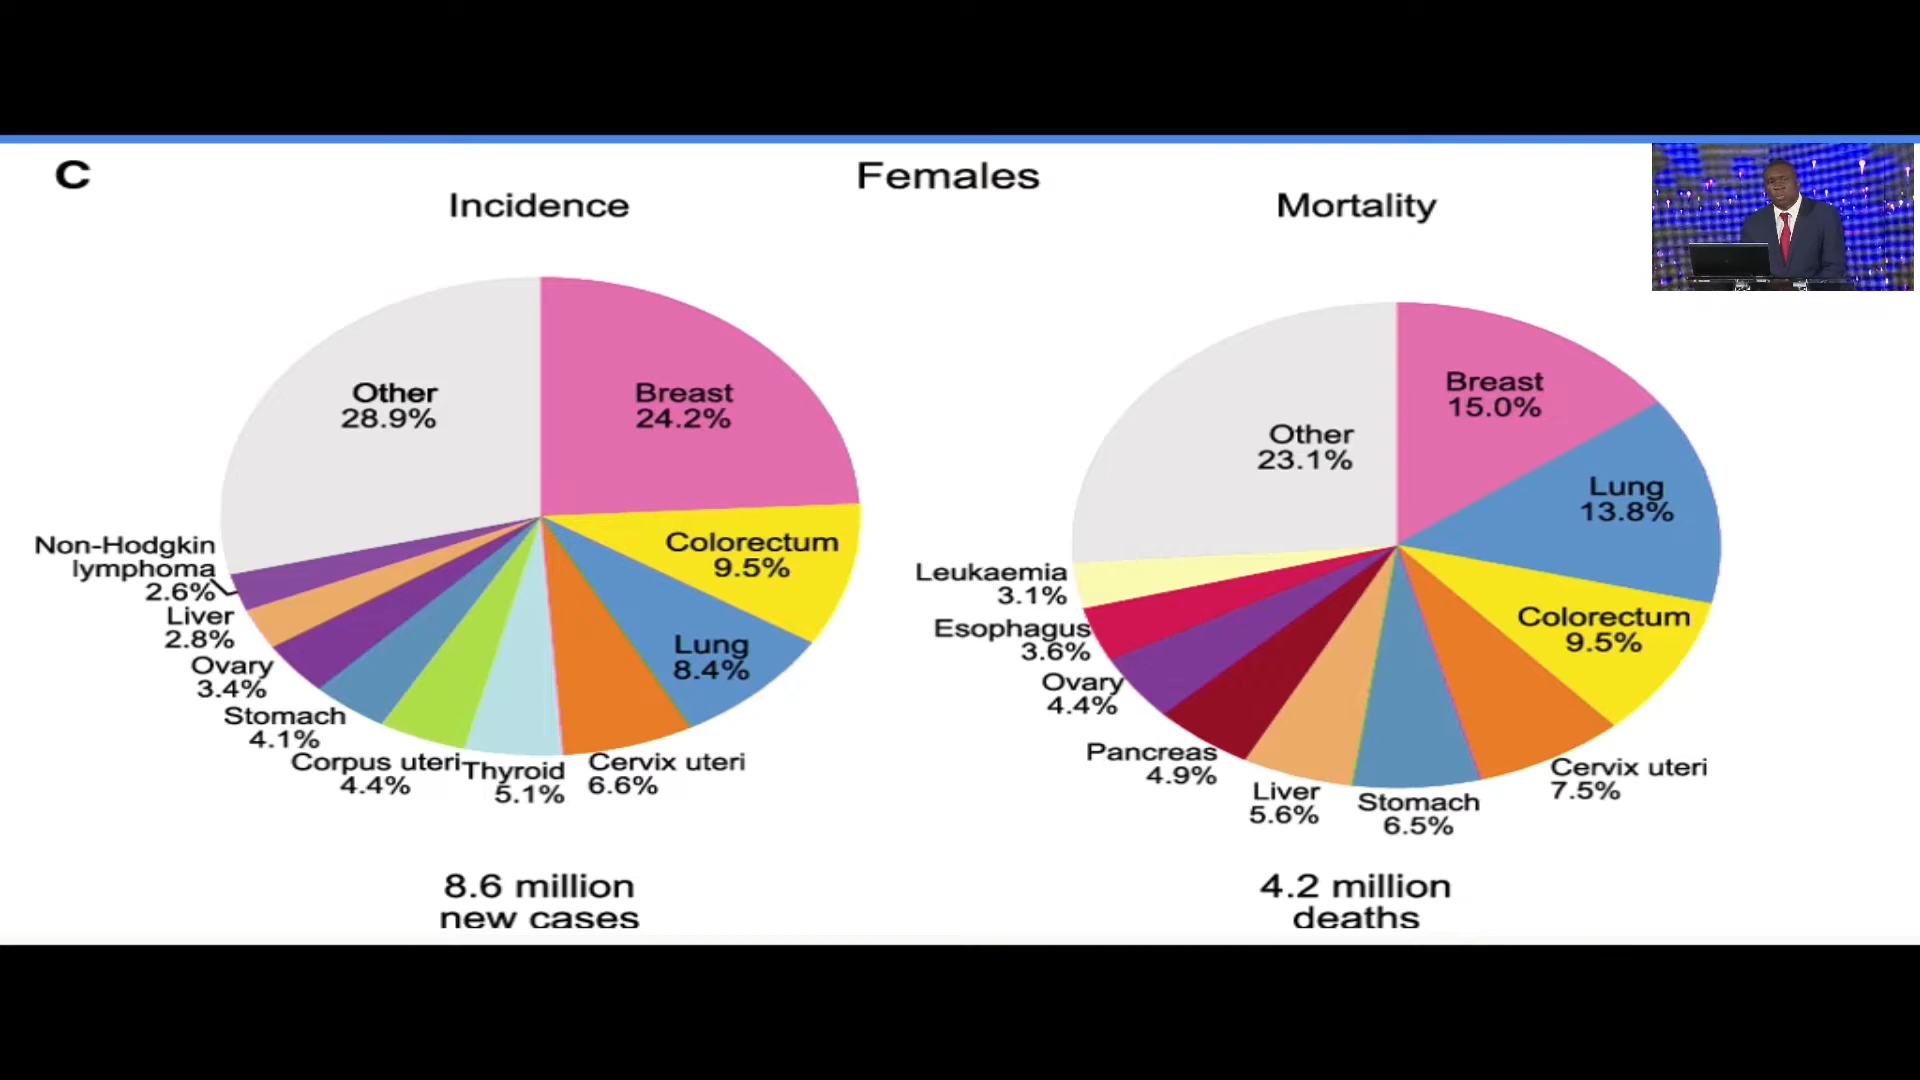 C
Females
Incidence
Mortality
Other
28.9%
Breast
24.2%
Colorectum
9.5%
Lung
8.4%
Cervix uteri
6.6%
Thyroid
5.1%
Corpus uteri
4.4%
Stomach
4.1%
Ovary
3.4%
Liver
2.8%
Non-Hodgkin
lymphoma
2.6%
8.6 million
new cases
Other
23.1%
Breast
15.0%
Lung
13.8%
Colorectum
9.5%
Cervix uteri
7.5%
Stomach
6.5%
Liver
5.6%
Pancreas
4.9%
Ovary
4.4%
Esophagus
3.6%
Leukaemia
3.1%
4.2 million
deaths